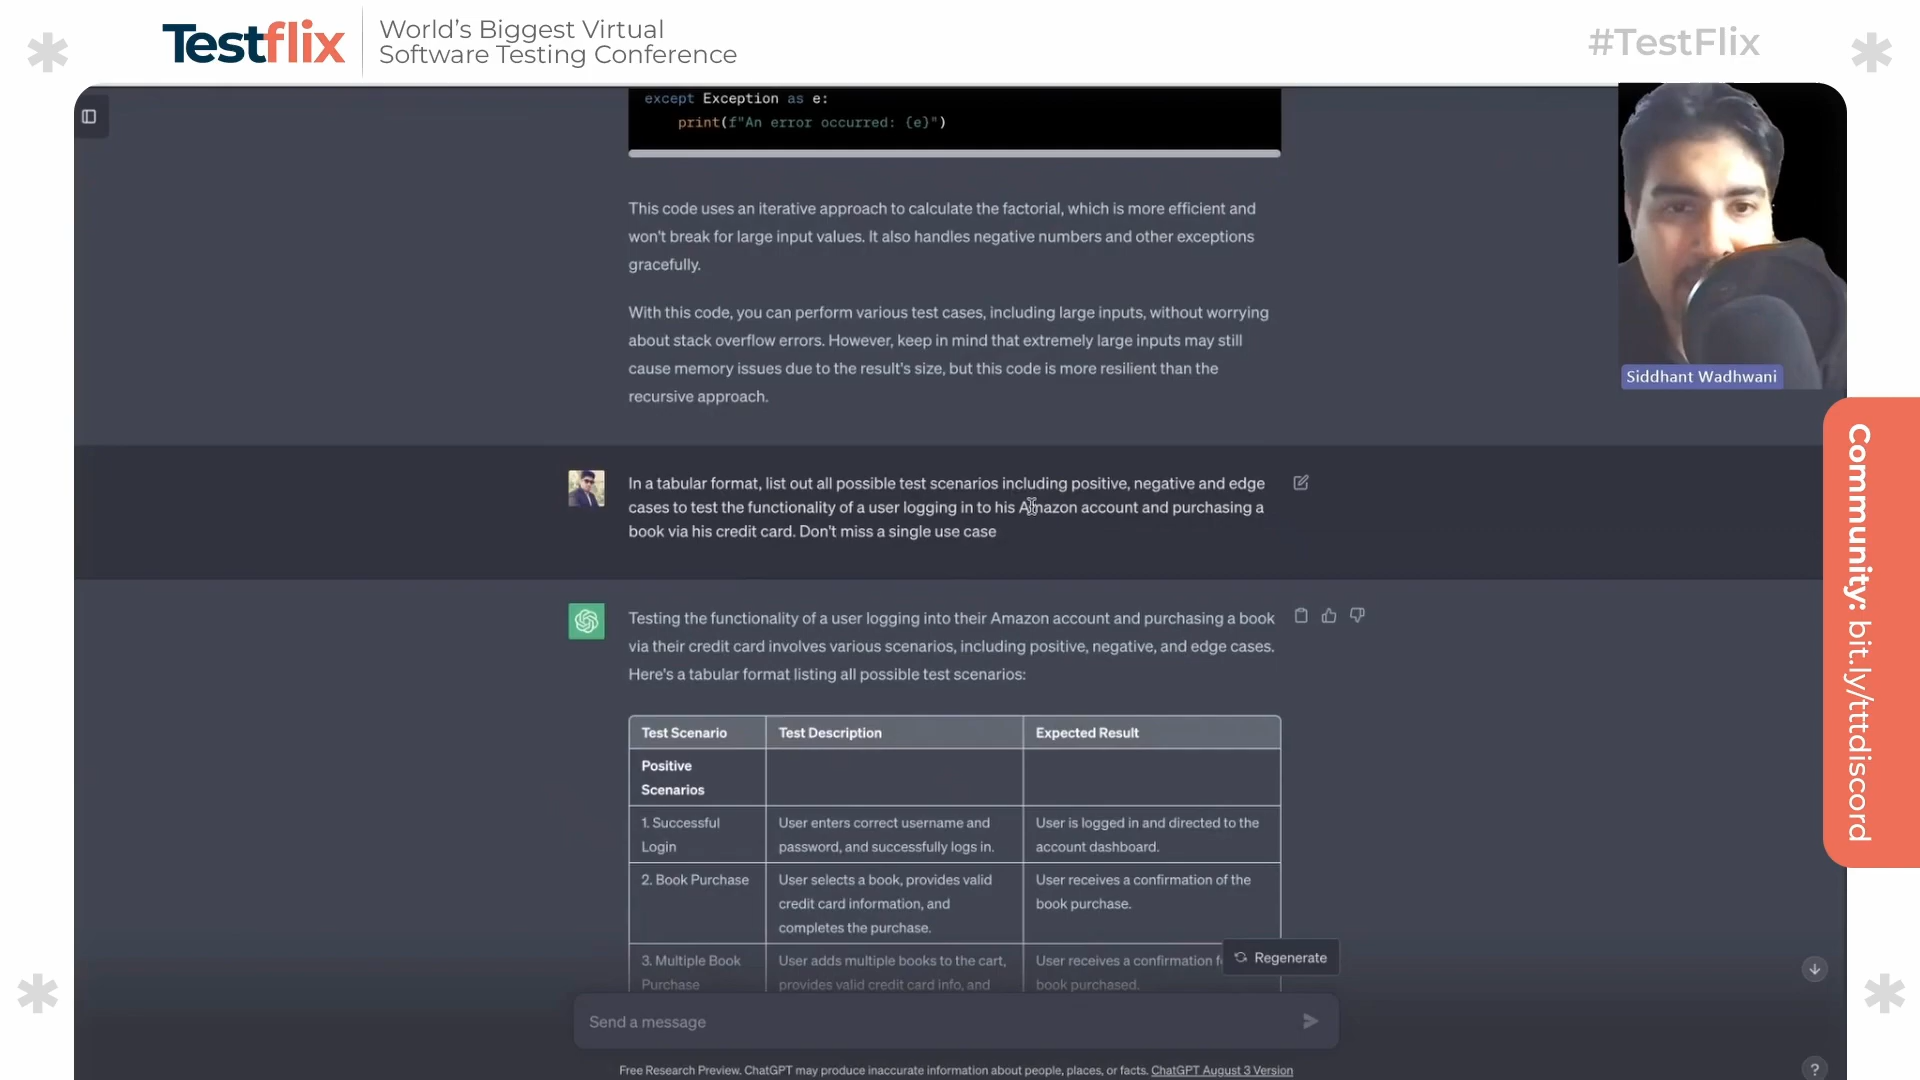 Testflix
World's Biggest Virtual
Software Testing Conference
#TestFlix
except Exception as e:
print(f"An error occurred: {e}")
This code uses an iterative approach to calculate the factorial, which is more efficient and
won't break for large input values. It also handles negative numbers and other exceptions
gracefully.
With this code, you can perform various test cases, including large inputs, without worrying
about stack overflow errors. However, keep in mind that extremely large inputs may still
cause memory issues due to the result's size, but this code is more resilient than the
recursive approach.
Siddhant Wadhwani
In a tabular format, list out all possible test scenarios including positive, negative and edge
cases to test the functionality of a user logging in to his Amazon account and purchasing a
book via his credit card. Don't miss a single use case
Testing the functionality of a user logging into their Amazon account and purchasing a book
via their credit card involves various scenarios, including positive, negative, and edge cases.
Here's a tabular format listing all possible test scenarios:
Test Scenario
Test Description
Expected Result
Positive
Scenarios
1. Successful
Login
User enters correct username and
password, and successfully logs in.
User is logged in and directed to the
account dashboard.
2. Book Purchase
User selects a book, provides valid
credit card information, and
completes the purchase.
User receives a confirmation of the
book purchase.
3. Multiple Book
Purchase
User adds multiple books to the cart,
provides valid credit card info, and
User receives a confirmation f
book purchased.
Regenerate
Send a message
Free Research Preview. ChatGPT may produce inaccurate information about people, places, or facts. ChatGPT August 3 Version
?
Community: bit.ly/tttdiscord